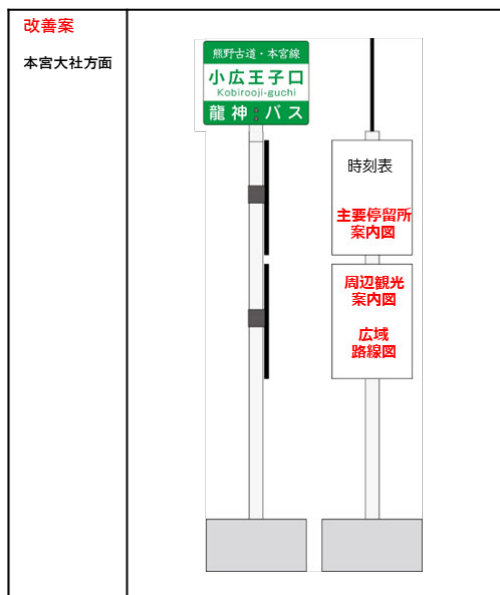 改善案
本宮大社方面
熊野古道・本宮線
小広王子口
Kobirooji-guchi
龍神バス
時刻表
主要停留所
案内図
周辺観光
案内図
広域
路線図